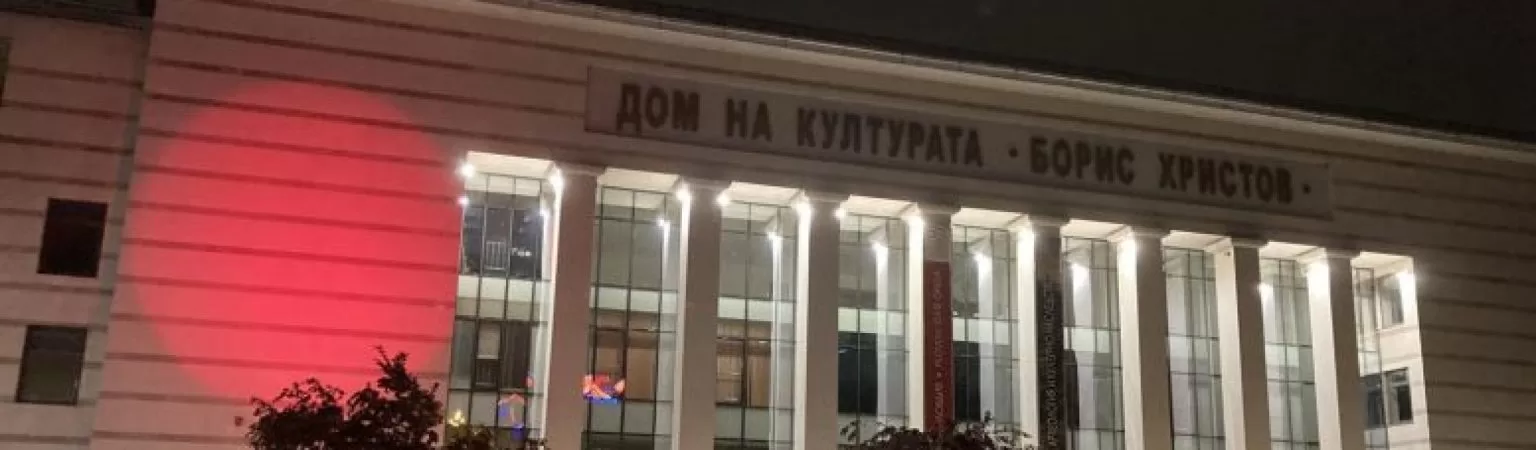 ДОМ НА КУЛТУРАТА · БОРИС ХРИСТОВ ·